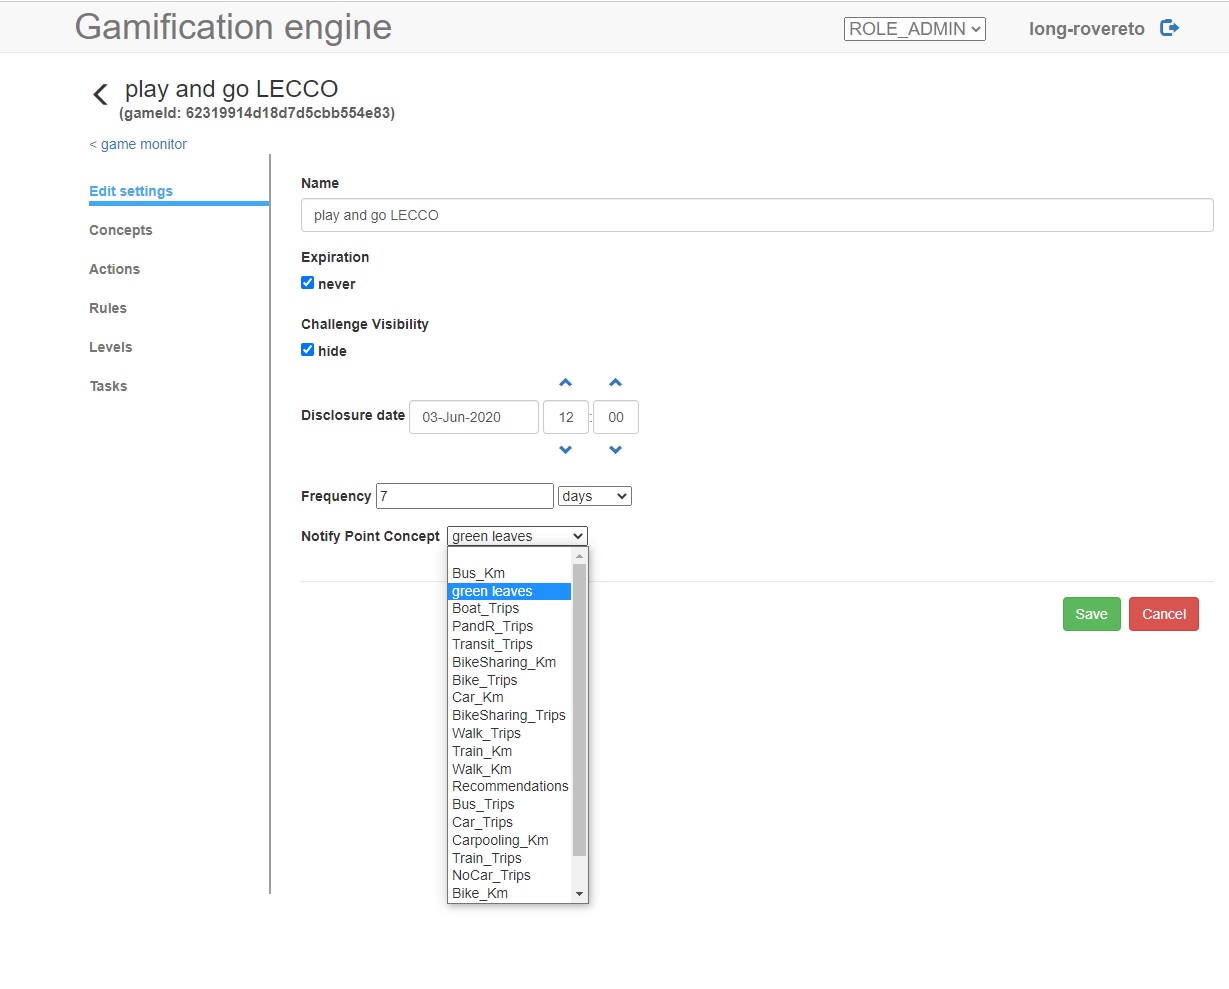 Gamification engine
ROLE_ADMIN
long-rovereto
play and go LECCO
(gameId: 62319914d18d7d5cbb554e83)
< game monitor
Edit settings
Concepts
Actions
Rules
Levels
Tasks
Name
play and go LECCO
Expiration
never
Challenge Visibility
hide
Disclosure date 03-Jun-2020 12 : 00
Frequency 7 days
Notify Point Concept green leaves
Bus_Km
green leaves
Boat_Trips
PandR_Trips
Transit_Trips
BikeSharing_Km
Bike_Trips
Car_Km
BikeSharing_Trips
Walk_Trips
Train_Km
Walk_Km
Recommendations
Bus_Trips
Car_Trips
Carpooling_Km
Train_Trips
NoCar_Trips
Bike_Km
Save
Cancel